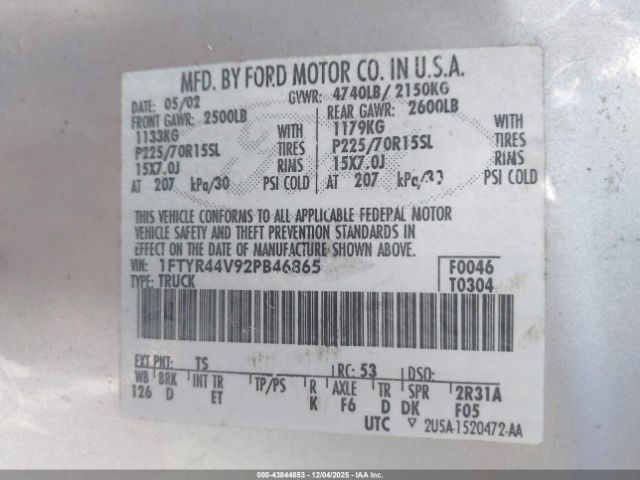 MFD. BY FORD MOTOR CO. IN U.S.A.
DATE: 05/02 GVWR: 4740LB/ 2150KG
FRONT GAWR: 2500LB REAR GAWR: 2600LB
1133KG WITH 1179KG WITH
P225/70R15SL TIRES P225/70R15SL TIRES
15X7.0J RIMS 15X7.0J RIMS
AT 207 kPa/30 PSI COLD AT 207 kPa/30 PSI COLD
THIS VEHICLE CONFORMS TO ALL APPLICABLE FEDERAL MOTOR
VEHICLE SAFETY AND THEFT PREVENTION STANDARDS IN
EFFECT ON THE DATE OF MANUFACTURE SHOWN ABOVE.
VIN: 1FTYR44V92PB46865 F0046
TYPE: TRUCK T0304
EXT PNT: TS RC: 53 DSO:
WB BRK INT TR TP/PS R AXLE TR SPR 2R31A
126 D ET K F6 D DK F05
UTC ▽ 2U5A-1520472-AA
000-43844853 - 12/04/2025 - IAAI.com